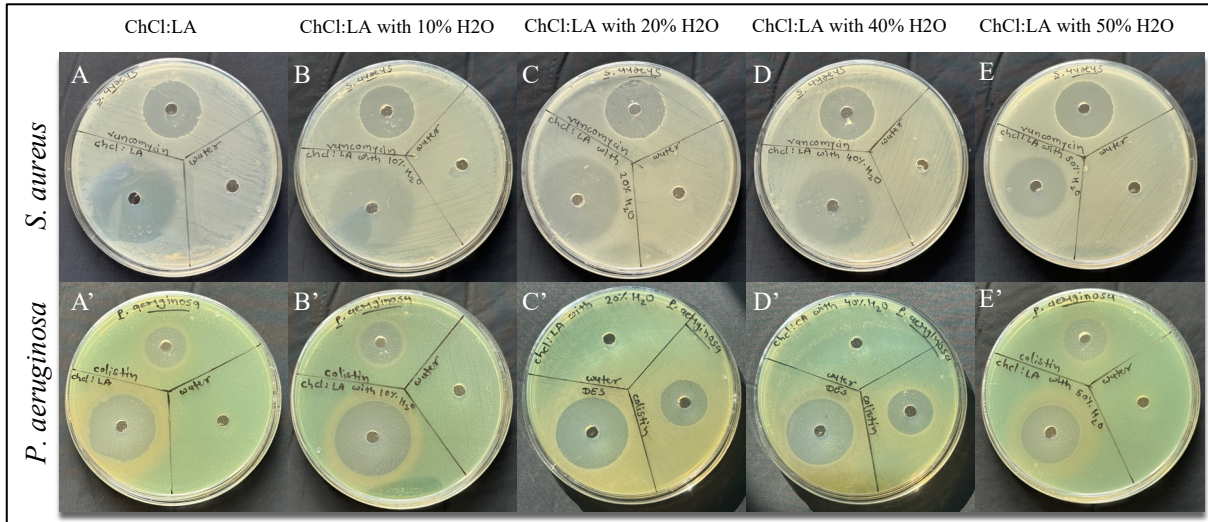 ChCl:LA
ChCl:LA with 10% H2O
ChCl:LA with 20% H2O
ChCl:LA with 40% H2O
ChCl:LA with 50% H2O
S. aureus
A
vancomycin
chcl:LA
water
B
vancomycin
chcl:LA with 10%
H2O
water
C
vancomycin
chcl:LA with
20% H2O
water
D
vancomycin
chcl:LA with 40%
H2O
water
E
vancomycin
chcl:LA with 50%
H2O
water
P. aeruginosa
A’
P. aeruginosa
colistin
chcl:LA
water
B’
P. aeruginosa
colistin
chcl:LA with 10% H2O
water
C’
chcl:LA with 20% H2O
P. aeruginosa
water
DES
colistin
D’
chcl:LA with 40% H2O
P. aeruginosa
water
DES
colistin
E’
P. aeruginosa
colistin
chcl:LA with
50% H2O
water